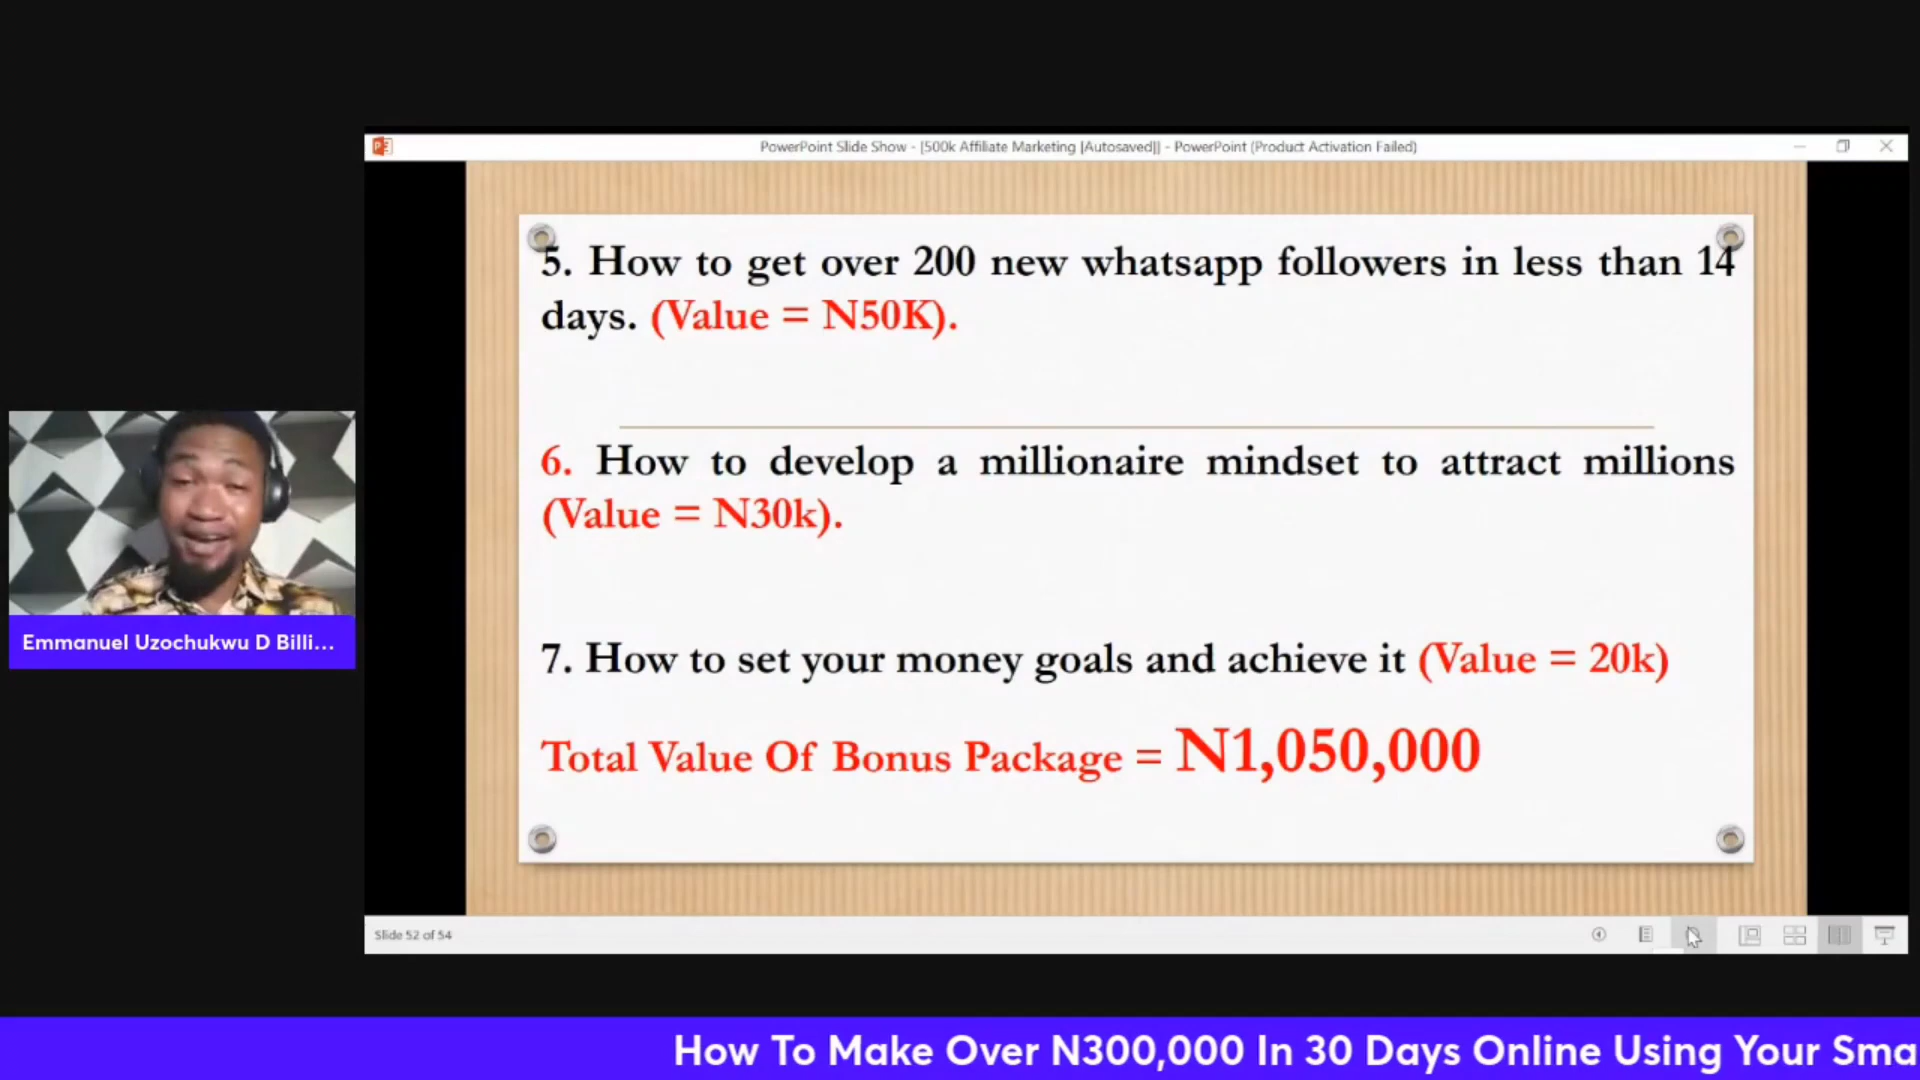 PowerPoint Slide Show - [500k Affiliate Marketing [Autosaved]] - PowerPoint (Product Activation Failed)
5. How to get over 200 new whatsapp followers in less than 14
days. (Value = N50K).
6. How to develop a millionaire mindset to attract millions
(Value = N30k).
7. How to set your money goals and achieve it (Value = 20k)
Total Value Of Bonus Package = N1,050,000
Emmanuel Uzochukwu D Billi...
Slide 52 of 54
How To Make Over N300,000 In 30 Days Online Using Your Sma